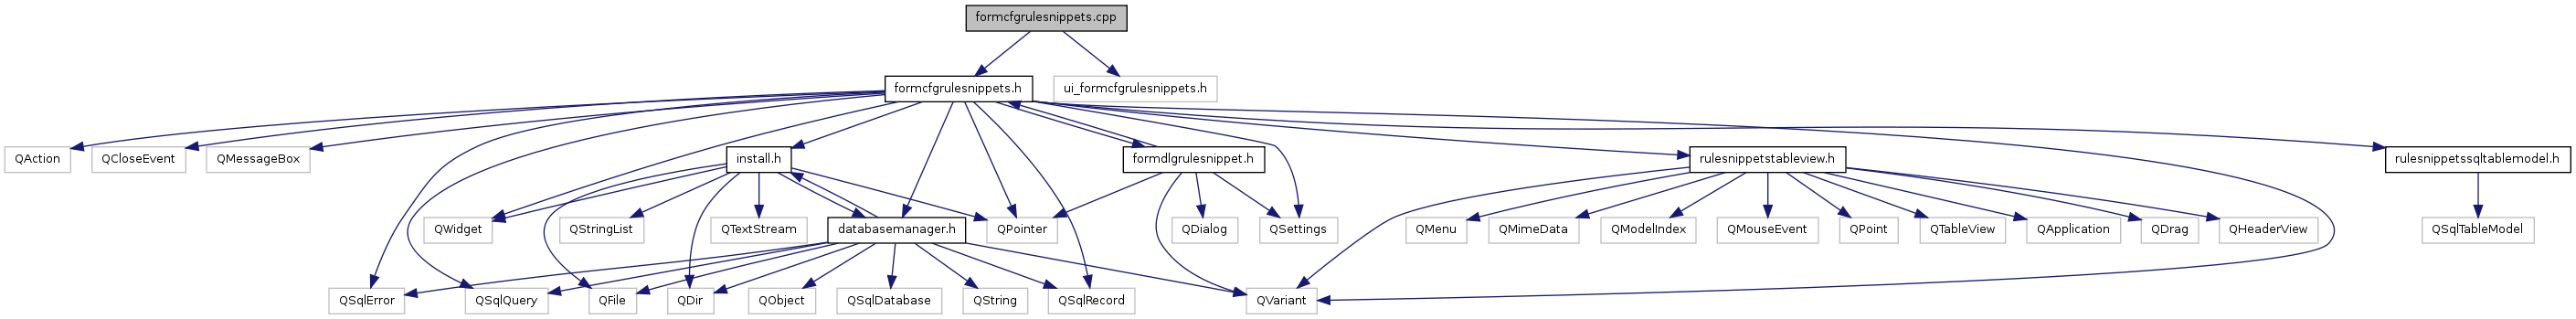 formcfgrulesnippets.cpp
formcfgrulesnippets.h
ui_formcfgrulesnippets.h
QAction
QCloseEvent
QMessageBox
install.h
formdlgrulesnippet.h
rulesnippetstableview.h
rulesnippetssqltablemodel.h
QWidget
QStringList
QTextStream
databasemanager.h
QPointer
QDialog
QSettings
QMenu
QMimeData
QModelIndex
QMouseEvent
QPoint
QTableView
QApplication
QDrag
QHeaderView
QSqlTableModel
QSqlError
QSqlQuery
QFile
QDir
QObject
QSqlDatabase
QString
QSqlRecord
QVariant